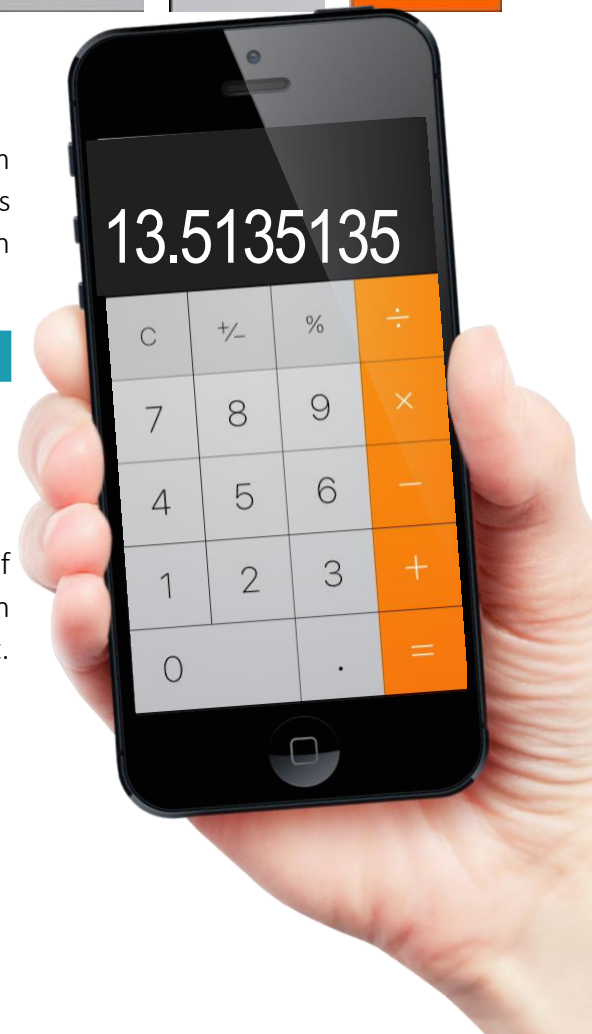 n
s
n
13.5135135
C +/− % ÷
7 8 9 ×
4 5 6 −
1 2 3 +
0 . =
f
n
.